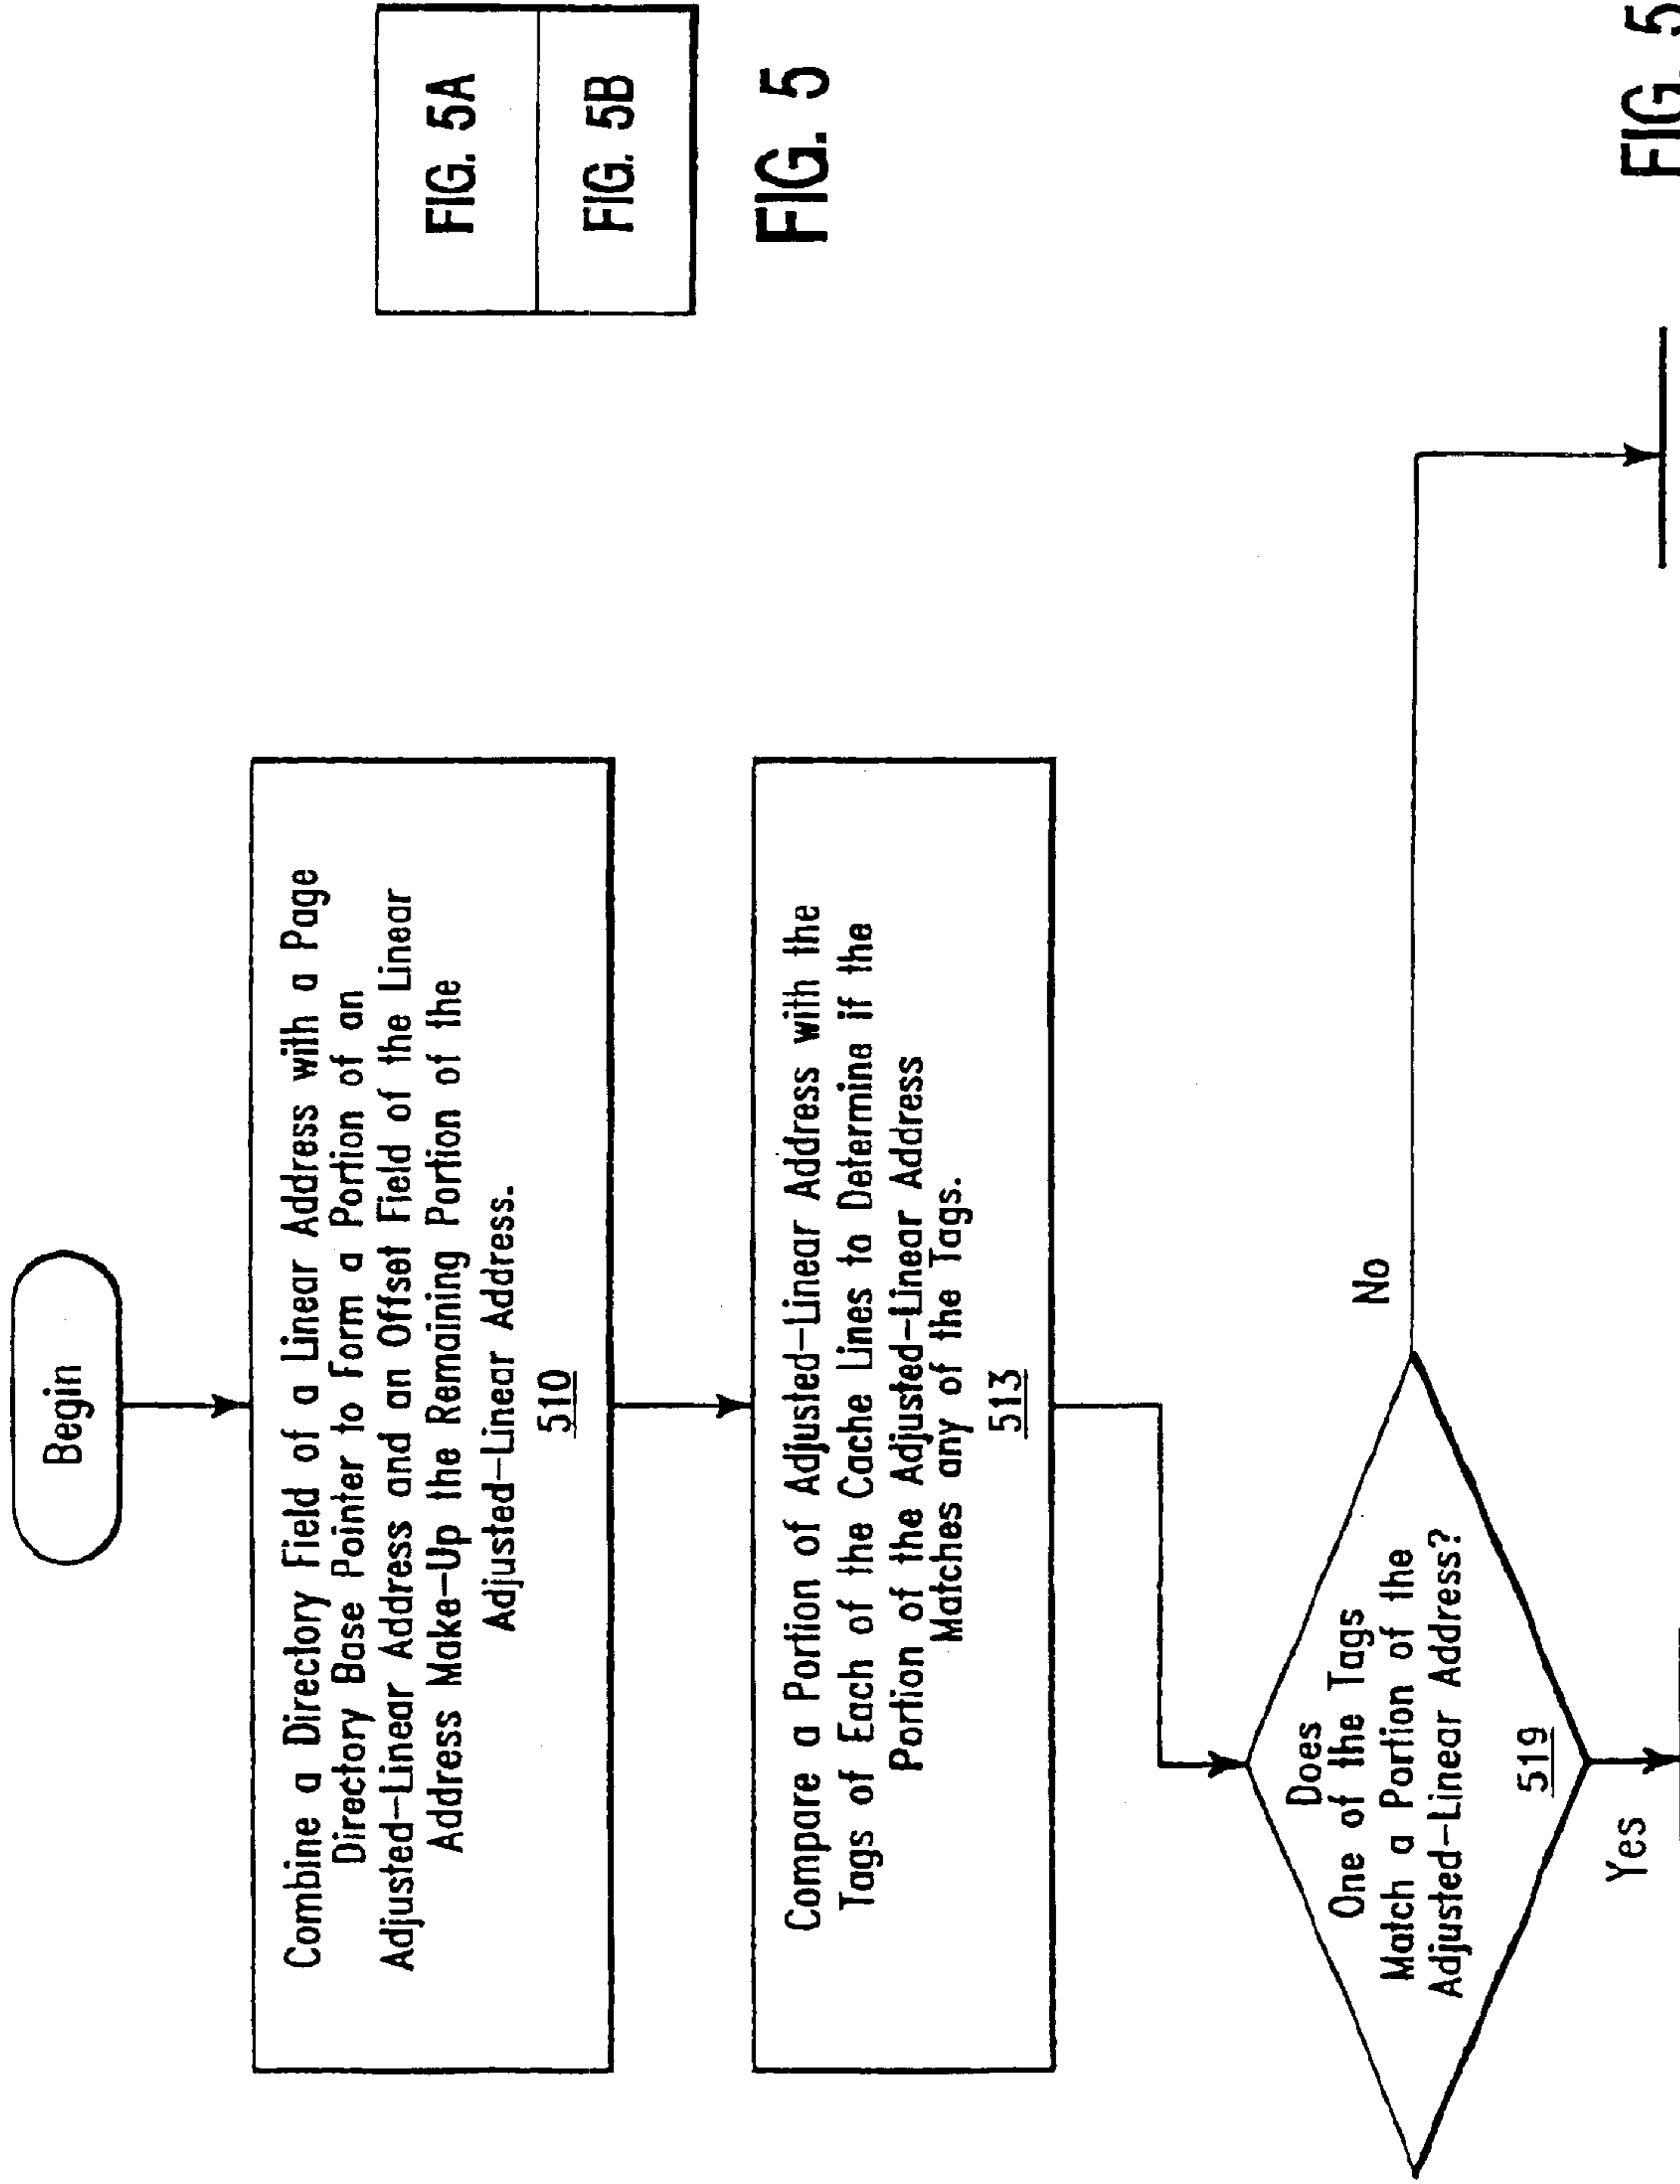 Begin
Combine a Directory Field of a Linear Address with a Page
Directory Base Pointer to Form a Portion of an
Adjusted-Linear Address and an Offset Field of the Linear
Address Make-Up the Remaining Portion of the
Adjusted-Linear Address.
510
Compare a Portion of Adjusted-Linear Address with the
Tags of Each of the Cache Lines to Determine if the
Portion of the Adjusted-Linear Address
Matches any of the Tags.
513
Does
One of the Tags
Match a Portion of the
Adjusted-Linear Address?
519
No
Yes
FIG. 5A
FIG. 5B
FIG. 5
FIG. 5